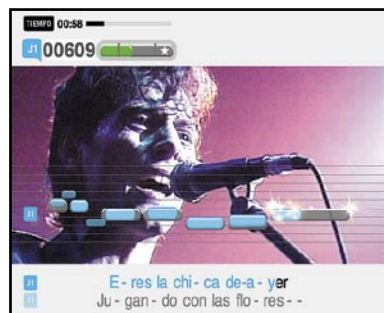 TIEMPO 00:58
J1 00609
J1
J1 E - res la chi - ca de-a - yer
J1 Ju - gan - do con las flo - res - -